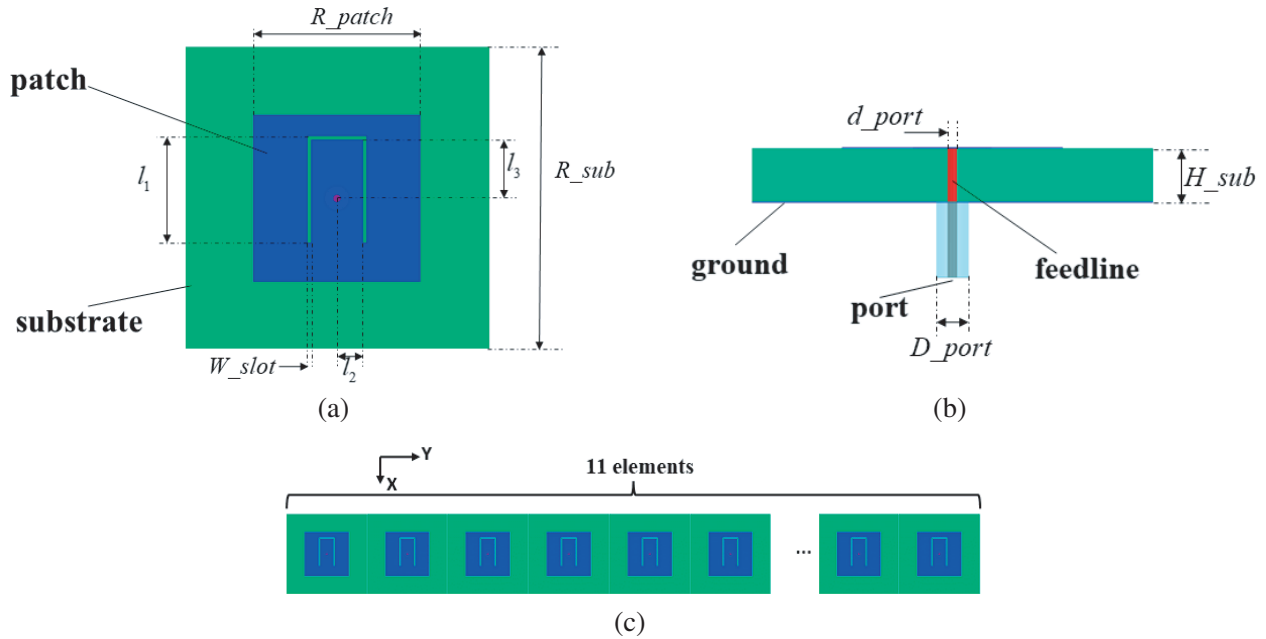 R_patch
patch
l₁
l₃
R_sub
substrate
W_slot
l₂
(a)
d_port
H_sub
ground
feedline
port
D_port
(b)
Y
X
11 elements
...
(c)